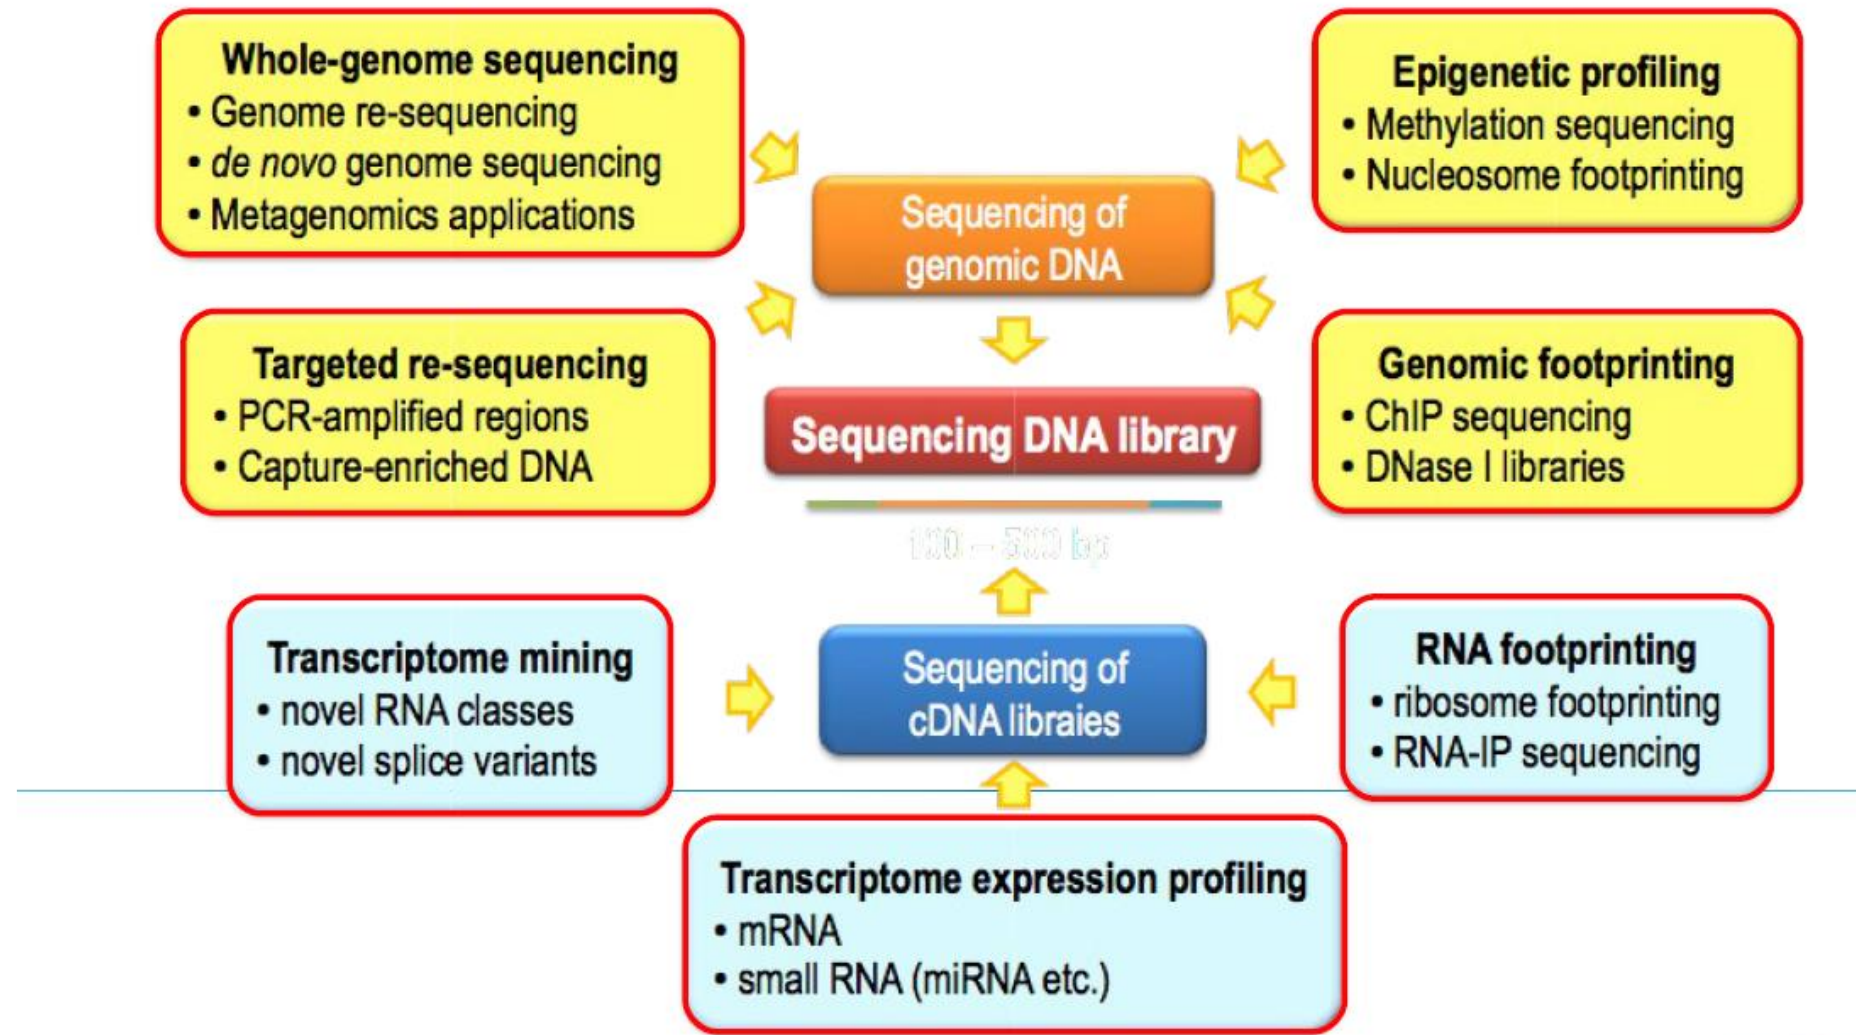 Whole-genome sequencing
• Genome re-sequencing
• de novo genome sequencing
• Metagenomics applications
Epigenetic profiling
• Methylation sequencing
• Nucleosome footprinting
Sequencing of
genomic DNA
Targeted re-sequencing
• PCR-amplified regions
• Capture-enriched DNA
Sequencing DNA library
100 – 500 bp
Genomic footprinting
• ChIP sequencing
• DNase I libraries
Transcriptome mining
• novel RNA classes
• novel splice variants
Sequencing of
cDNA libraies
RNA footprinting
• ribosome footprinting
• RNA-IP sequencing
Transcriptome expression profiling
• mRNA
• small RNA (miRNA etc.)